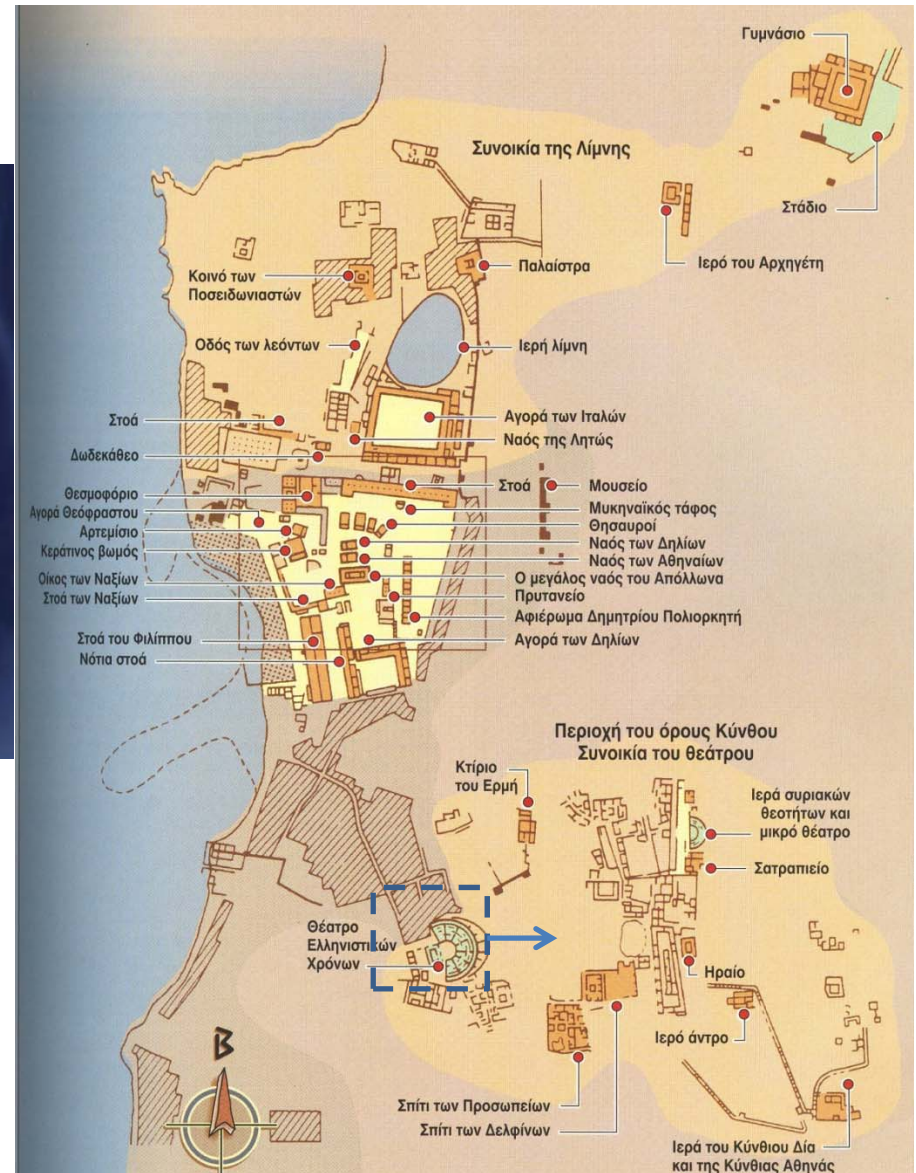 Γυμνάσιο
Συνοικία της Λίμνης
Στάδιο
Ιερό του Αρχηγέτη
Παλαίστρα
Κοινό των
Ποσειδωνιαστών
Οδός των λεόντων
Ιερή λίμνη
Στοά
Αγορά των Ιταλών
Ναός της Λητώς
Δωδεκάθεο
Στοά
Μουσείο
Θεσμοφόριο
Μυκηναϊκός τάφος
Αγορά Θεόφραστου
Θησαυροί
Αρτεμίσιο
Ναός των Δηλίων
Κεράτινος βωμός
Ναός των Αθηναίων
Οίκος των Ναξίων
Ο μεγάλος ναός του Απόλλωνα
Στοά των Ναξίων
Πρυτανείο
Αφιέρωμα Δημητρίου Πολιορκητή
Στοά του Φιλίππου
Αγορά των Δηλίων
Νότια στοά
Περιοχή του όρους Κύνθου
Συνοικία του θεάτρου
Κτίριο
του Ερμή
Ιερά συριακών
θεοτήτων και
μικρό θέατρο
Σατραπιείο
Θέατρο
Ελληνιστικών
Χρόνων
Ηραίο
Ιερό άντρο
Β
Σπίτι των Προσωπείων
Σπίτι των Δελφίνων
Ιερά του Κύνθιου Δία
και της Κύνθιας Αθηνάς